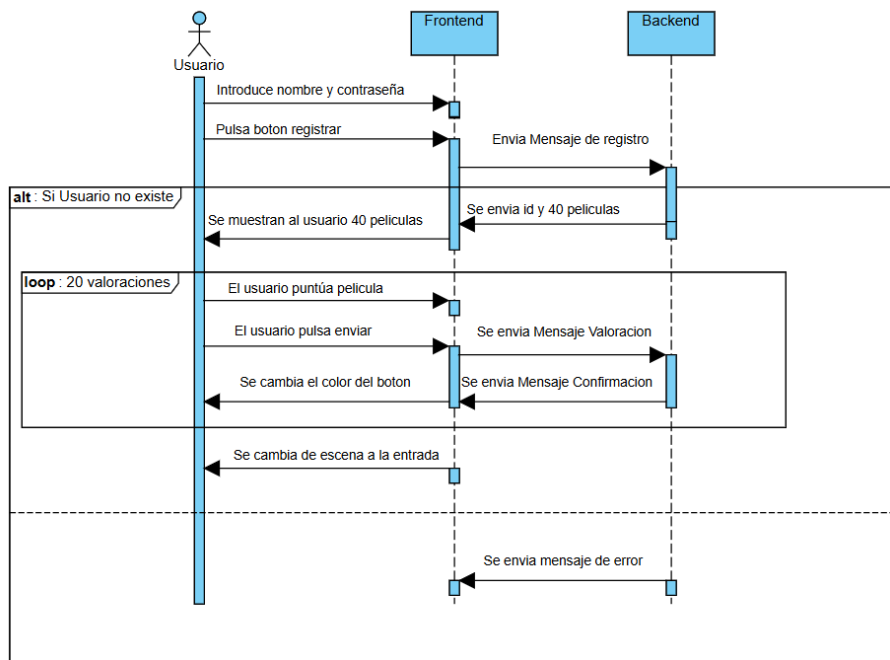 Frontend
Backend
Usuario
Introduce nombre y contraseña
Pulsa boton registrar
Envia Mensaje de registro
alt : Si Usuario no existe
Se envia id y 40 peliculas
Se muestran al usuario 40 peliculas
loop : 20 valoraciones
El usuario puntúa pelicula
El usuario pulsa enviar
Se envia Mensaje Valoracion
Se cambia el color del boton
Se envia Mensaje Confirmacion
Se cambia de escena a la entrada
Se envia mensaje de error